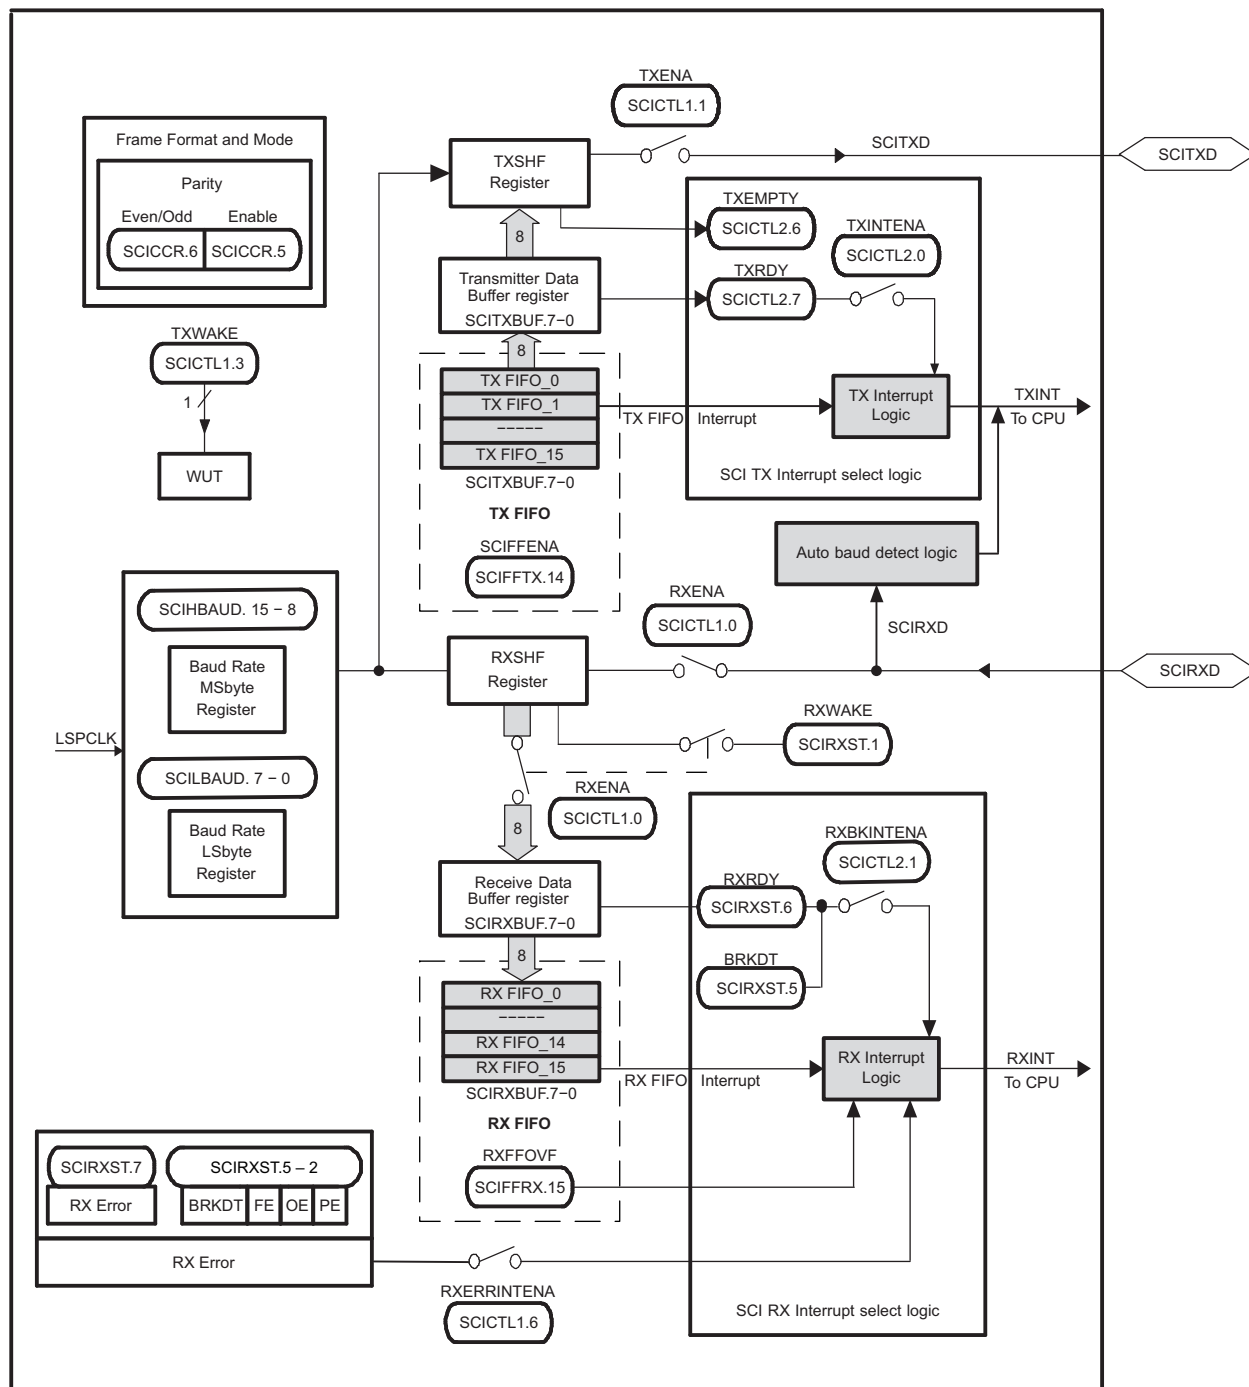 TXENA
SCICTL1.1
Frame Format and Mode
Parity
Even/Odd Enable
SCICCR.6 SCICCR.5
TXSHF
Register
SCITXD
SCITXD
TXWAKE
SCICTL1.3
1
WUT
8
Transmitter Data
Buffer register
SCITXBUF.7−0
8
TX FIFO_0
TX FIFO_1
−−−−−
TX FIFO_15
SCITXBUF.7−0
TX FIFO
SCIFFENA
SCIFFTX.14
TXEMPTY
SCICTL2.6
TXINTENA
SCICTL2.0
TXRDY
SCICTL2.7
TX FIFO Interrupt
TX Interrupt
Logic
TXINT
To CPU
SCI TX Interrupt select logic
Auto baud detect logic
SCIHBAUD. 15 − 8
Baud Rate
MSbyte
Register
LSPCLK
SCILBAUD. 7 − 0
Baud Rate
LSbyte
Register
RXENA
SCICTL1.0
SCIRXD
SCIRXD
RXSHF
Register
RXWAKE
SCIRXST.1
RXENA
SCICTL1.0
8
Receive Data
Buffer register
SCIRXBUF.7−0
8
RX FIFO_0
−−−−−
RX FIFO_14
RX FIFO_15
SCIRXBUF.7−0
RX FIFO
RXFFOVF
SCIFFRX.15
RXBKINTENA
SCICTL2.1
RXRDY
SCIRXST.6
BRKDT
SCIRXST.5
RX FIFO Interrupt
RX Interrupt
Logic
RXINT
To CPU
SCI RX Interrupt select logic
SCIRXST.7 SCIRXST.5 – 2
RX Error BRKDT FE OE PE
RX Error
RXERRINTENA
SCICTL1.6